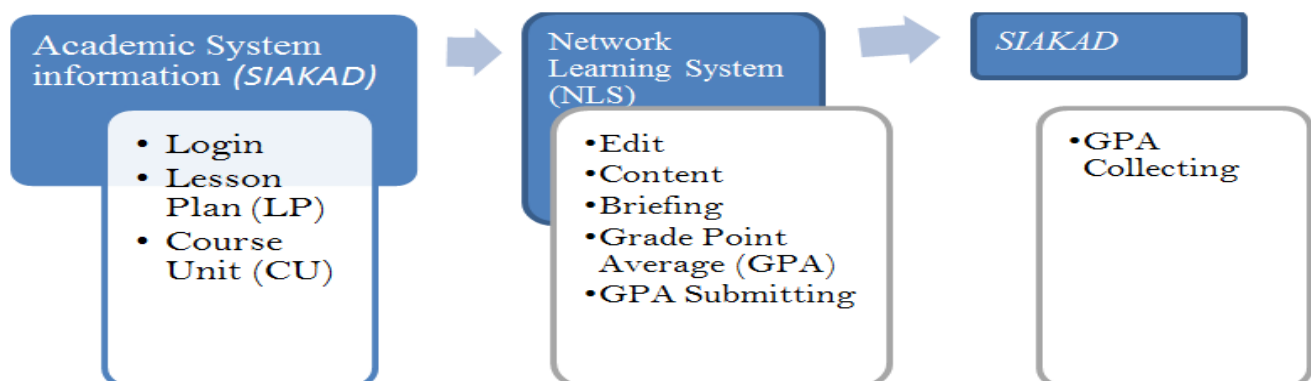 Academic System
information (SIAKAD)
• Login
• Lesson
Plan (LP)
• Course
Unit (CU)
Network
Learning System
(NLS)
•Edit
•Content
•Briefing
•Grade Point
Average (GPA)
•GPA Submitting
SIAKAD
•GPA
Collecting